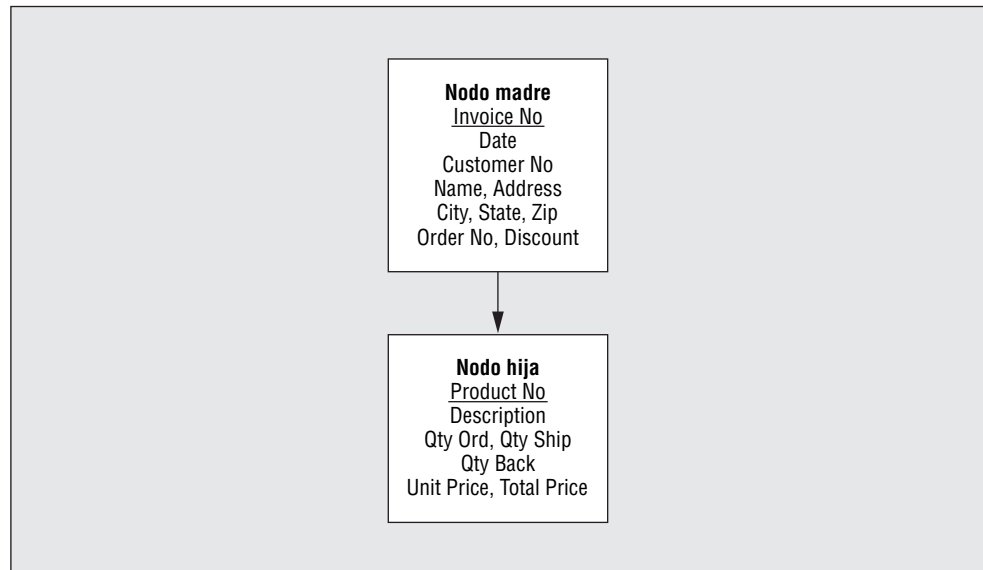 Nodo madre
Invoice No
Date
Customer No
Name, Address
City, State, Zip
Order No, Discount
Nodo hija
Product No
Description
Qty Ord, Qty Ship
Qty Back
Unit Price, Total Price